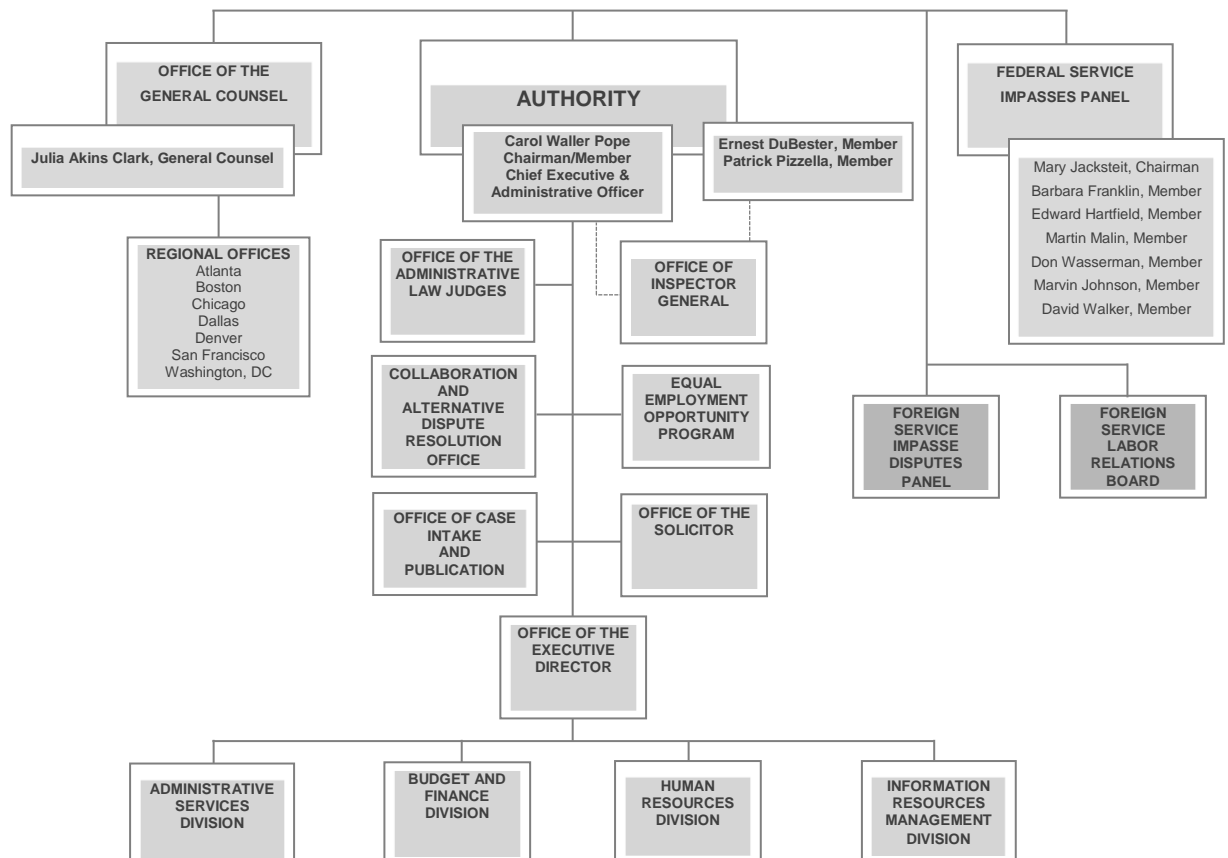 OFFICE OF THE
GENERAL COUNSEL
Julia Akins Clark, General Counsel
REGIONAL OFFICES
Atlanta
Boston
Chicago
Dallas
Denver
San Francisco
Washington, DC
AUTHORITY
Carol Waller Pope
Chairman/Member
Chief Executive &
Administrative Officer
Ernest DuBester, Member
Patrick Pizzella, Member
FEDERAL SERVICE
IMPASSES PANEL
Mary Jacksteit, Chairman
Barbara Franklin, Member
Edward Hartfield, Member
Martin Malin, Member
Don Wasserman, Member
Marvin Johnson, Member
David Walker, Member
OFFICE OF THE
ADMINISTRATIVE
LAW JUDGES
OFFICE OF
INSPECTOR
GENERAL
COLLABORATION
AND
ALTERNATIVE
DISPUTE
RESOLUTION
OFFICE
EQUAL
EMPLOYMENT
OPPORTUNITY
PROGRAM
FOREIGN
SERVICE
IMPASSE
DISPUTES
PANEL
FOREIGN
SERVICE
LABOR
RELATIONS
BOARD
OFFICE OF CASE
INTAKE
AND
PUBLICATION
OFFICE OF THE
SOLICITOR
OFFICE OF THE
EXECUTIVE
DIRECTOR
ADMINISTRATIVE
SERVICES
DIVISION
BUDGET AND
FINANCE
DIVISION
HUMAN
RESOURCES
DIVISION
INFORMATION
RESOURCES
MANAGEMENT
DIVISION